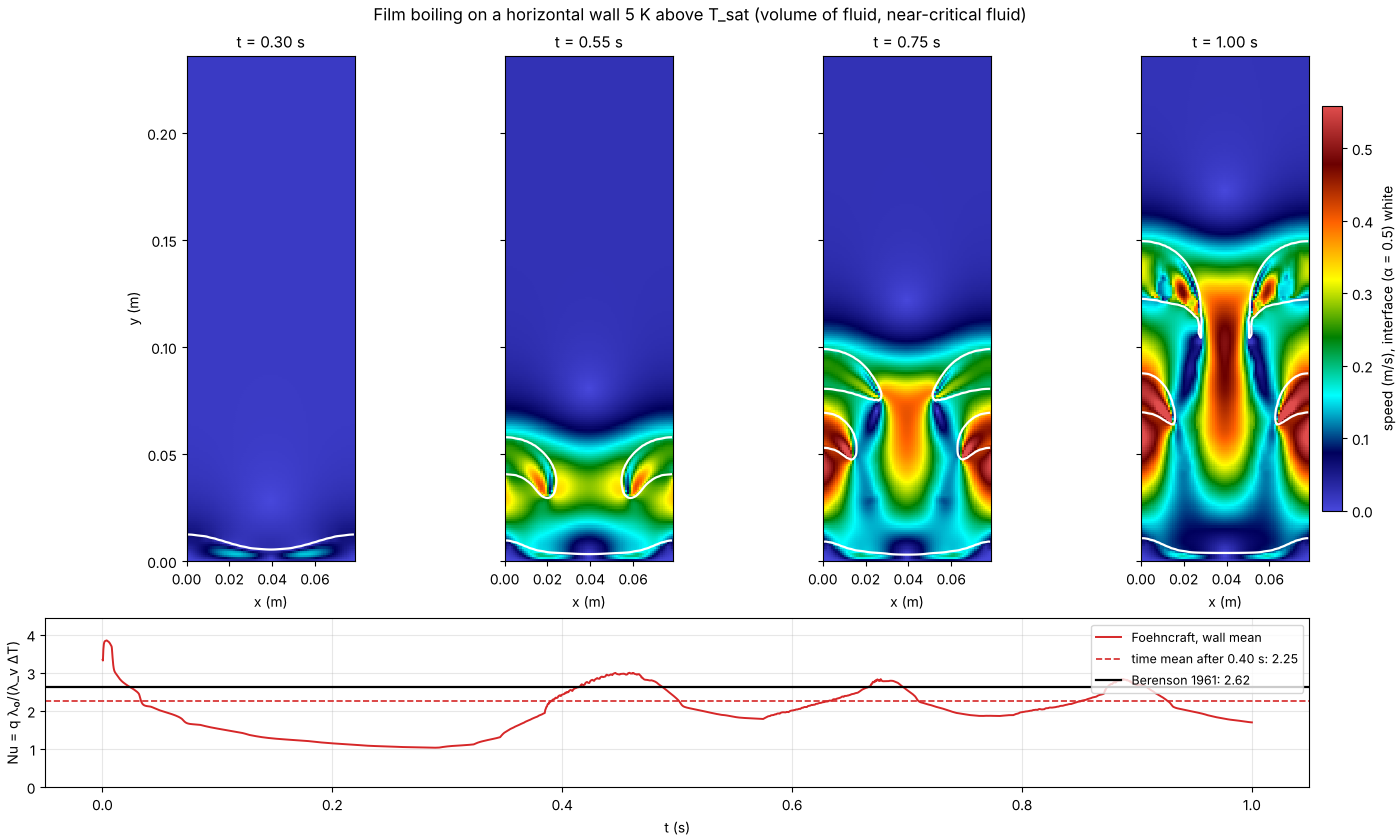 Film boiling on a horizontal wall 5 K above T_sat (volume of fluid, near-critical fluid)
t = 0.30 s
t = 0.55 s
t = 0.75 s
t = 1.00 s
y (m)
0.20
0.15
0.10
0.05
0.00
0.00 0.02 0.04 0.06
x (m)
0.00 0.02 0.04 0.06
x (m)
0.00 0.02 0.04 0.06
x (m)
0.00 0.02 0.04 0.06
x (m)
0.5
0.4
0.3
0.2
0.1
0.0
speed (m/s), interface (α = 0.5) white
Nu = q λ₀/(λ_v ΔT)
4
3
2
1
0
Foehncraft, wall mean
time mean after 0.40 s: 2.25
Berenson 1961: 2.62
0.0 0.2 0.4 0.6 0.8 1.0
t (s)